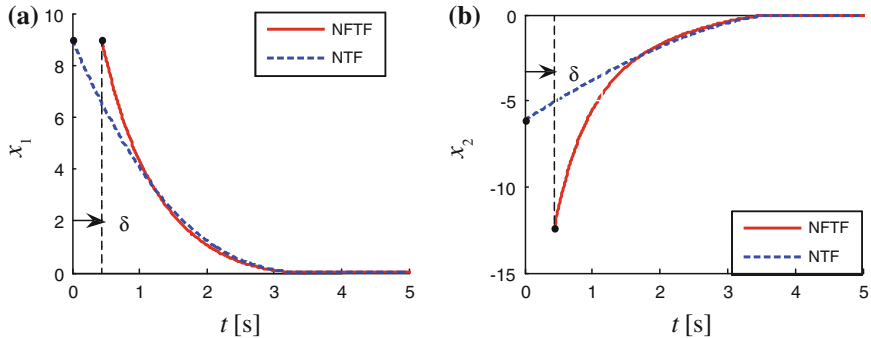 (a)
10
8
6
4
2
0
x1
NFTF
NTF
δ
0 1 2 3 4 5
t [s]
(b)
0
-5
-10
-15
x2
δ
NFTF
NTF
0 1 2 3 4 5
t [s]